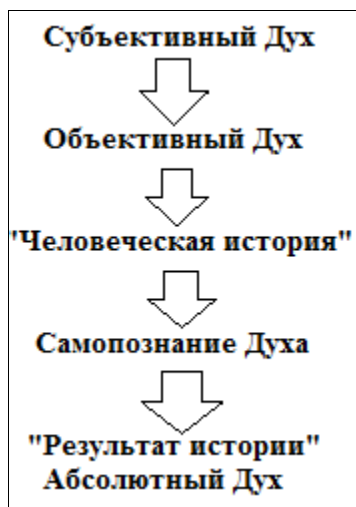 Субъективный Дух
Объективный Дух
"Человеческая история"
Самопознание Духа
"Результат истории"
Абсолютный Дух